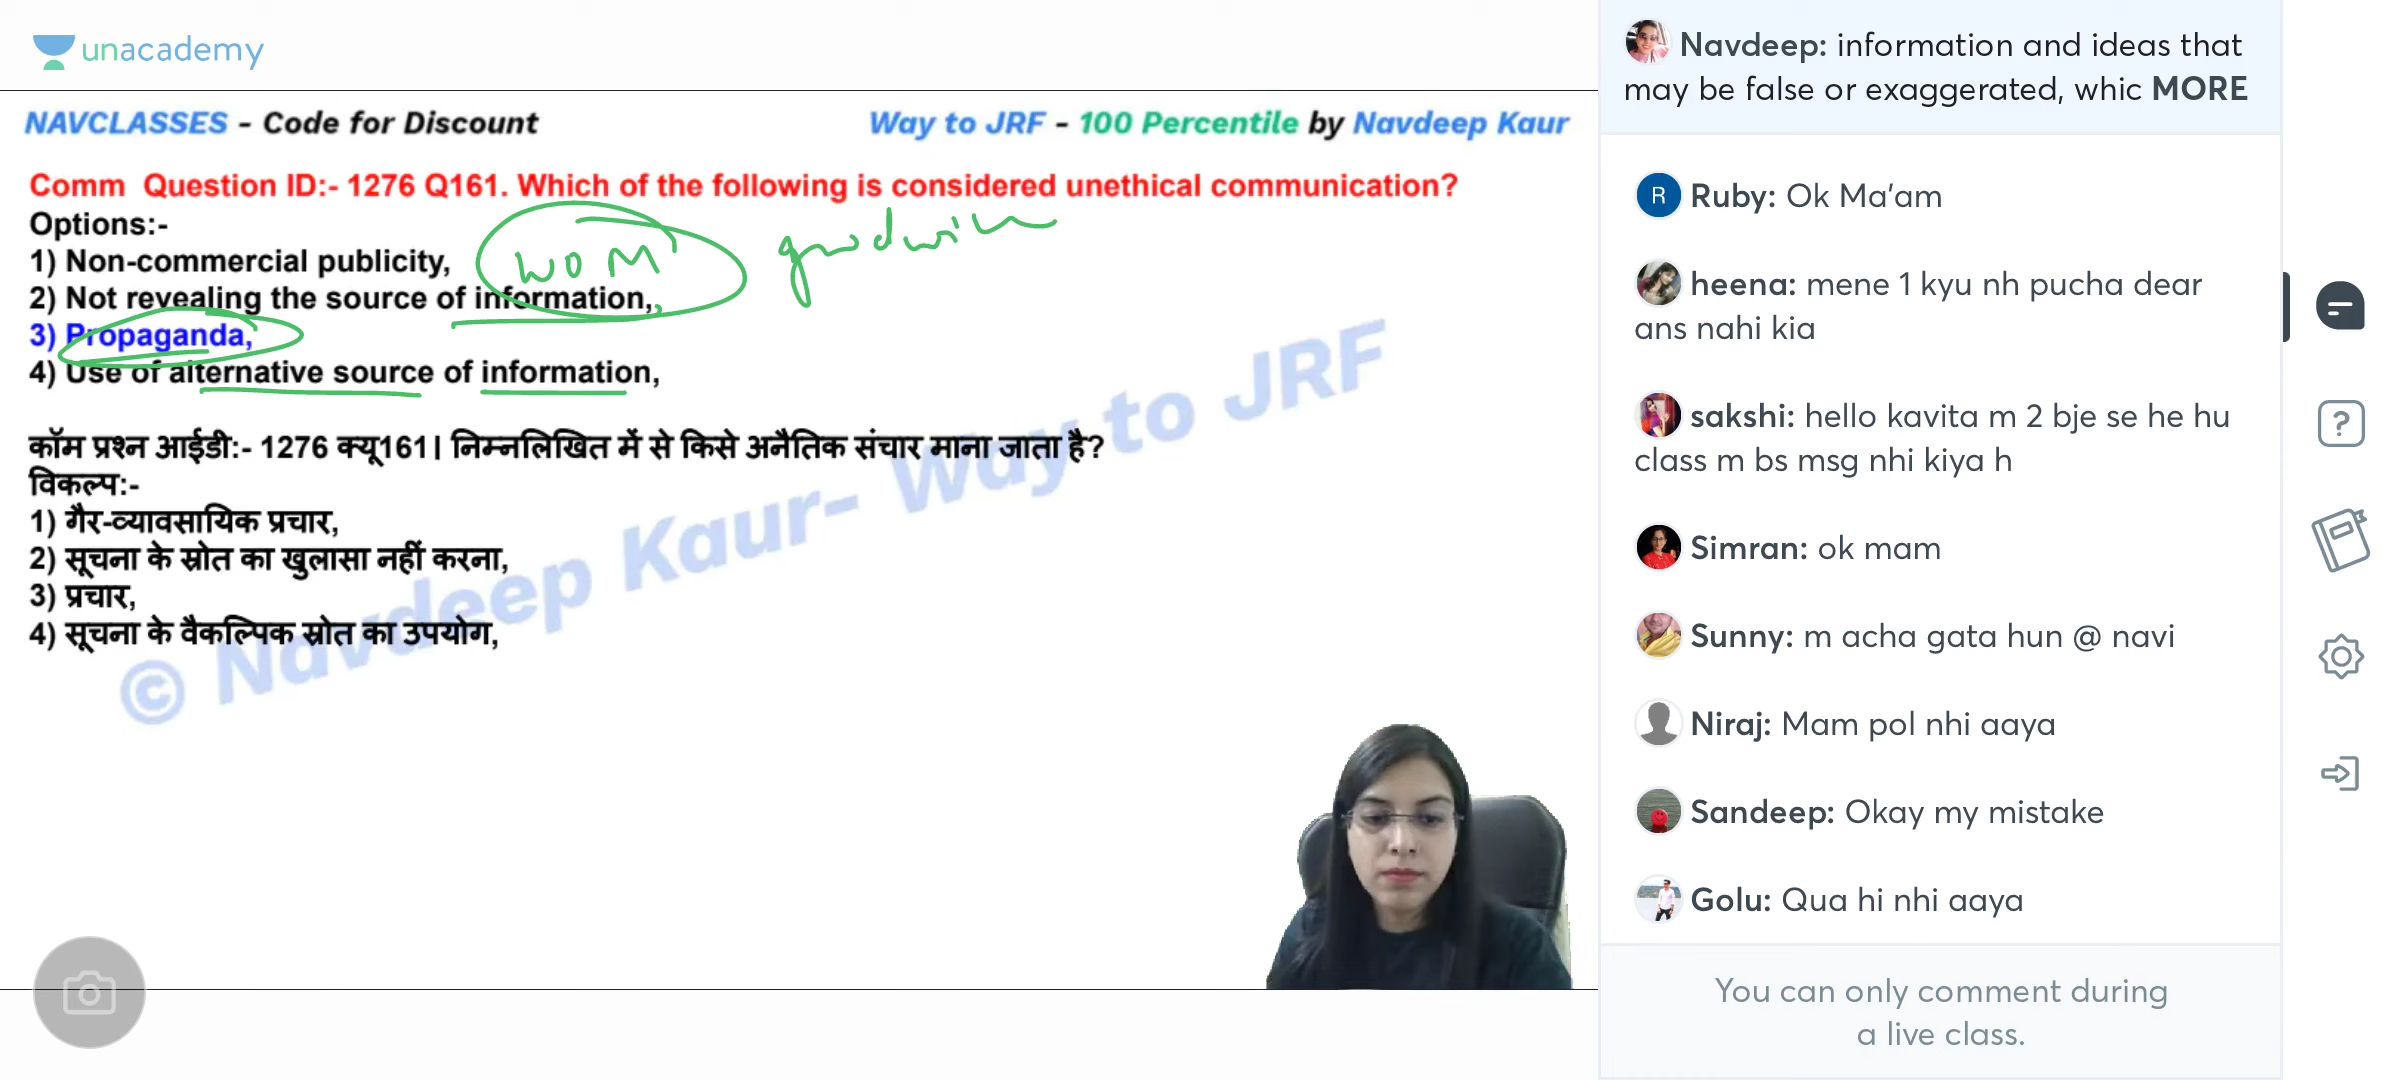 unacademy
NAVCLASSES - Code for Discount
Way to JRF - 100 Percentile by Navdeep Kaur
Comm Question ID:- 1276 Q161. Which of the following is considered unethical communication?
Options:-
1) Non-commercial publicity,
WOM
goodwill
2) Not revealing the source of information,
3) Propaganda,
4) Use of alternative source of information,
कॉम प्रश्न आईडी:- 1276 क्यू161। निम्नलिखित में से किसे अनैतिक संचार माना जाता है?
विकल्प:-
1) गैर-व्यावसायिक प्रचार,
2) सूचना के स्रोत का खुलासा नहीं करना,
3) प्रचार,
4) सूचना के वैकल्पिक स्रोत का उपयोग,
© Navdeep Kaur- Way to JRF
Navdeep: information and ideas that
may be false or exaggerated, whic MORE
R Ruby: Ok Ma'am
heena: mene 1 kyu nh pucha dear
ans nahi kia
sakshi: hello kavita m 2 bje se he hu
class m bs msg nhi kiya h
Simran: ok mam
Sunny: m acha gata hun @ navi
Niraj: Mam pol nhi aaya
Sandeep: Okay my mistake
Golu: Qua hi nhi aaya
You can only comment during
a live class.
?